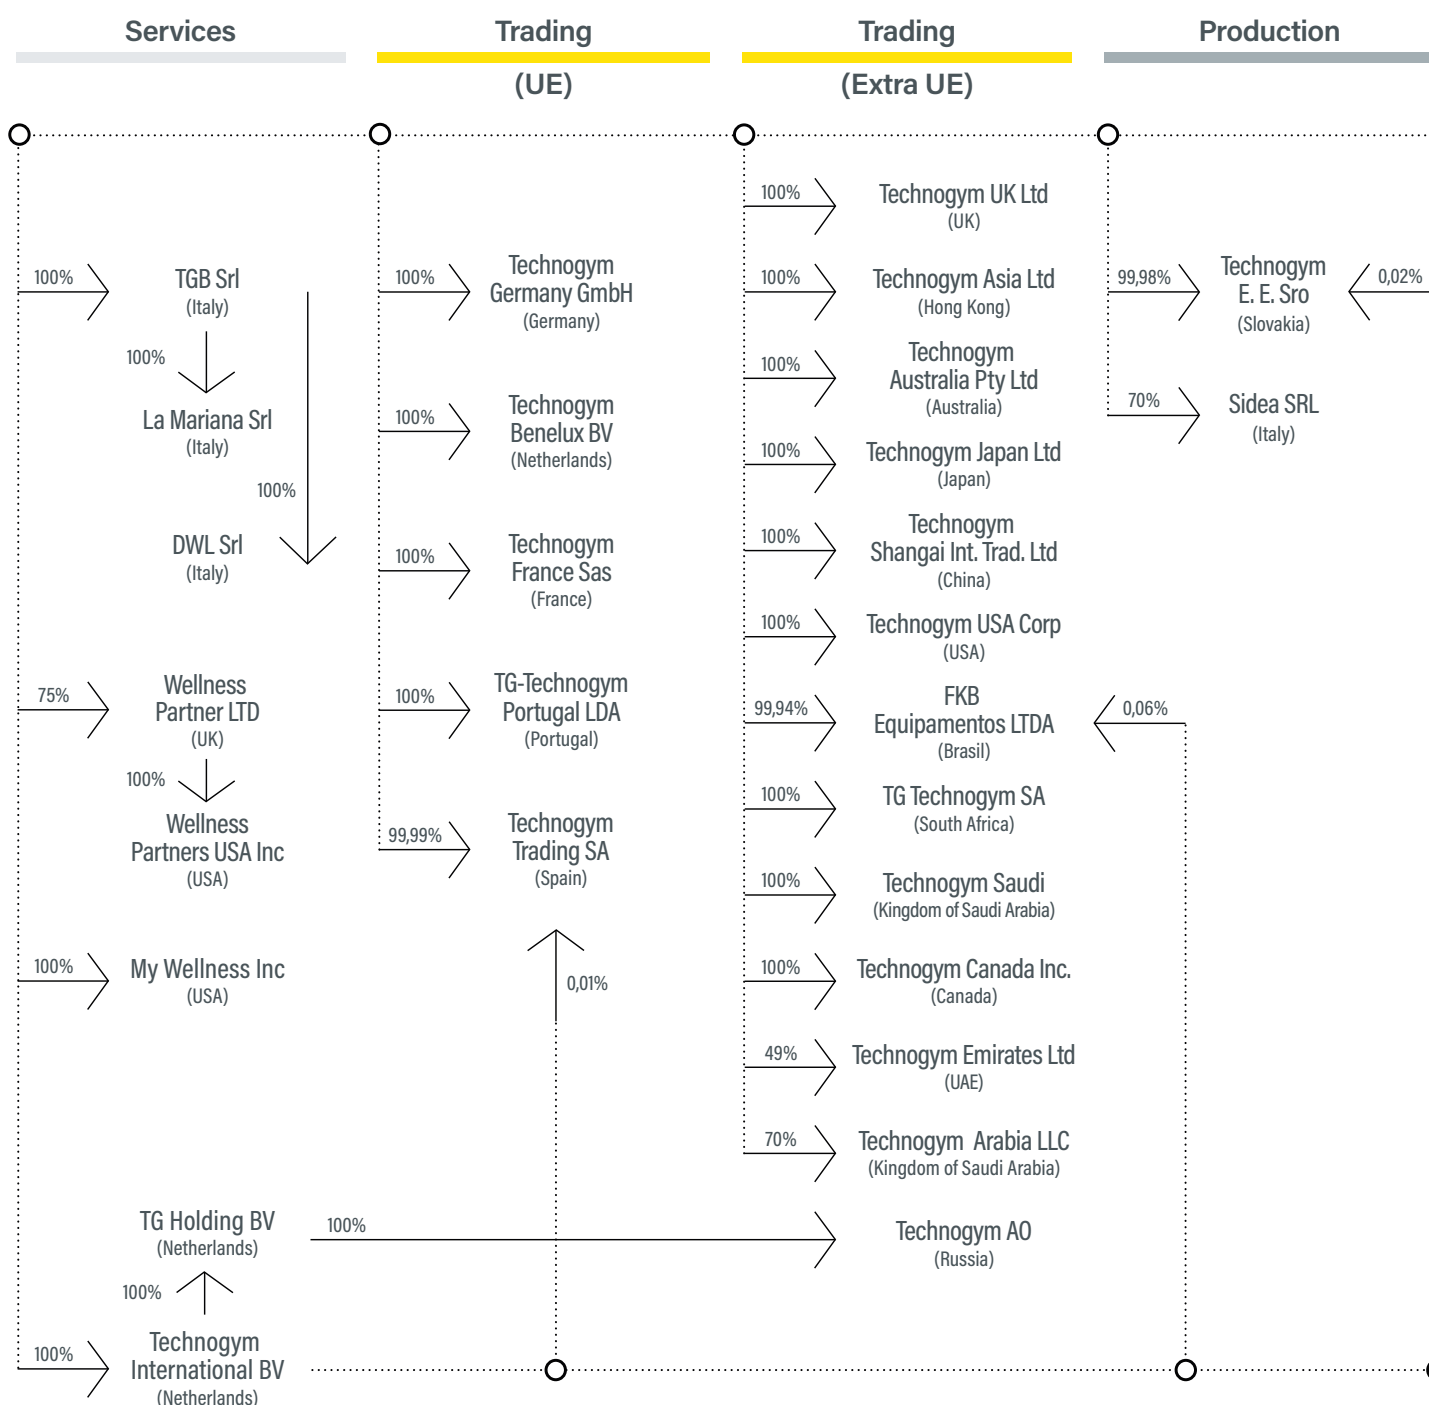 Services
Trading
(UE)
Trading
(Extra UE)
Production
100%
TGB Srl
(Italy)
100%
La Mariana Srl
(Italy)
100%
DWL Srl
(Italy)
75%
Wellness
Partner LTD
(UK)
100%
Wellness
Partners USA Inc
(USA)
100%
My Wellness Inc
(USA)
TG Holding BV
(Netherlands)
100%
100%
100%
Technogym
International BV
(Netherlands)
100%
Technogym
Germany GmbH
(Germany)
100%
Technogym
Benelux BV
(Netherlands)
100%
Technogym
France Sas
(France)
100%
TG-Technogym
Portugal LDA
(Portugal)
99,99%
Technogym
Trading SA
(Spain)
0,01%
100%
Technogym UK Ltd
(UK)
100%
Technogym Asia Ltd
(Hong Kong)
100%
Technogym
Australia Pty Ltd
(Australia)
100%
Technogym Japan Ltd
(Japan)
100%
Technogym
Shangai Int. Trad. Ltd
(China)
100%
Technogym USA Corp
(USA)
99,94%
FKB
Equipamentos LTDA
(Brasil)
0,06%
100%
TG Technogym SA
(South Africa)
100%
Technogym Saudi
(Kingdom of Saudi Arabia)
100%
Technogym Canada Inc.
(Canada)
49%
Technogym Emirates Ltd
(UAE)
70%
Technogym Arabia LLC
(Kingdom of Saudi Arabia)
Technogym AO
(Russia)
99,98%
Technogym
E. E. Sro
(Slovakia)
0,02%
70%
Sidea SRL
(Italy)